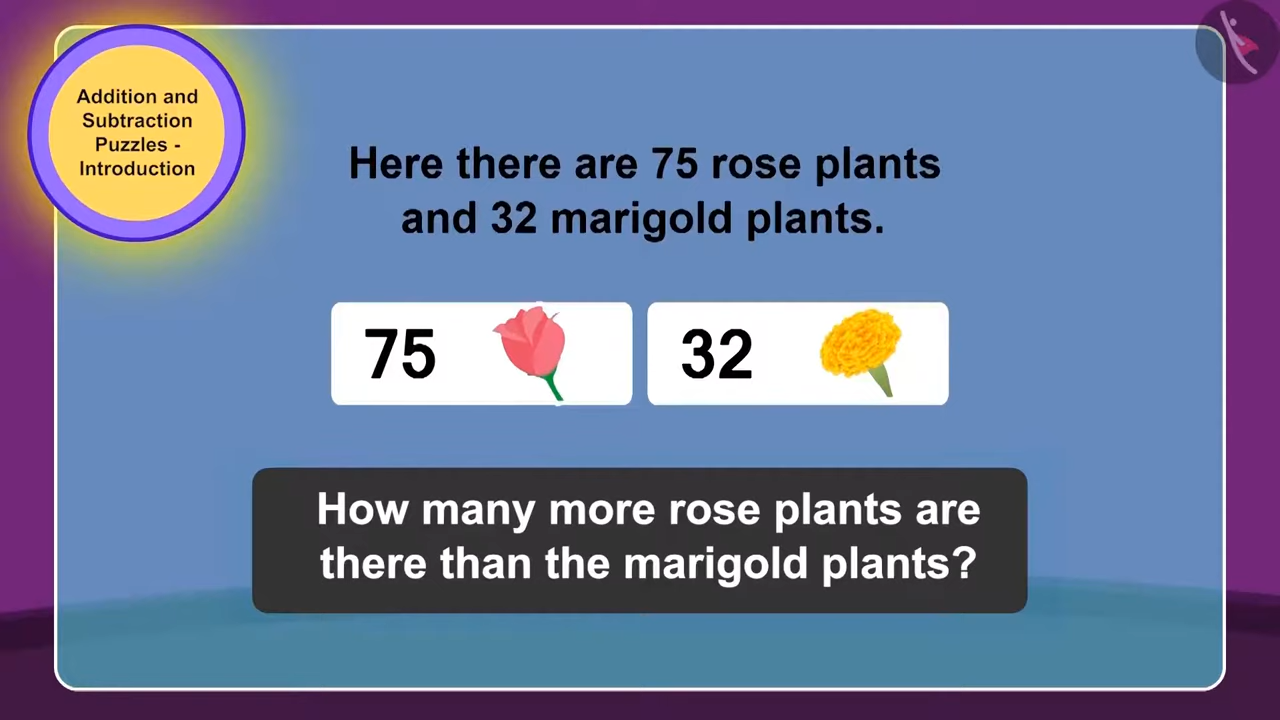 Addition and
Subtraction
Puzzles -
Introduction
Here there are 75 rose plants
and 32 marigold plants.
75
32
How many more rose plants are
there than the marigold plants?